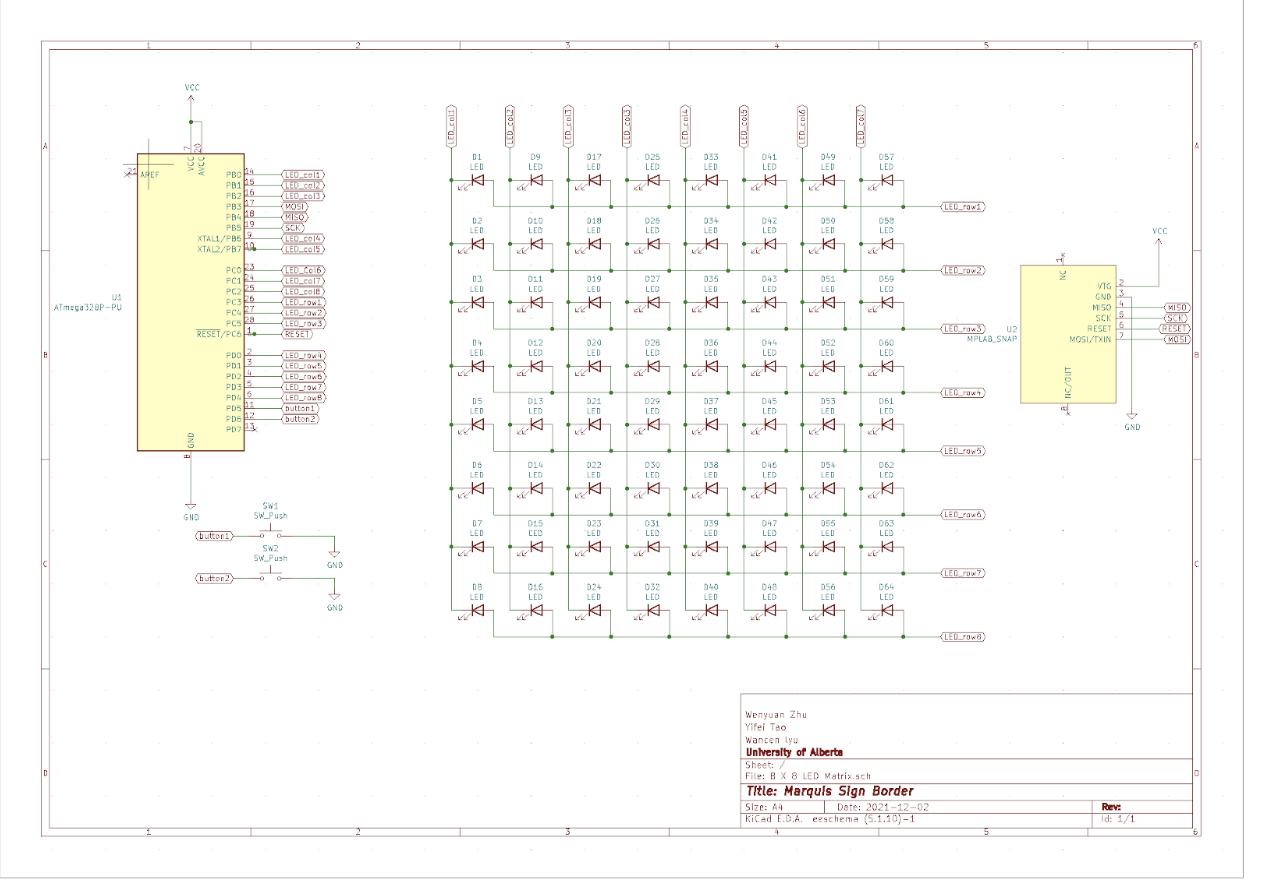 1 2 3 4 5 6
VCC
LED_col1 LED_col2 LED_col3 LED_col3 LED_col4 LED_col5 LED_col6 LED_col7
A A
7 20
VCC AVCC
21 AREF
PB0 14 LED_col1
PB1 15 LED_col2
PB2 16 LED_col3
PB3 17 MOSI
PB4 18 MISO
PB5 19 SCK
XTAL1/PB6 9 LED_col4
XTAL2/PB7 10 LED_col5
PC0 23 LED_Col6
PC1 24 LED_col7
PC2 25 LED_col8
PC3 26 LED_row1
PC4 27 LED_row2
PC5 28 LED_row3
RESET/PC6 1 RESET
PD0 2 LED_row4
PD1 3 LED_row5
PD2 4 LED_row6
PD3 5 LED_row7
PD4 6 LED_row8
PD5 11 button1
PD6 12 button2
PD7 13
U1
ATmega328P-PU
GND
8
GND
D1 D9 D17 D25 D33 D41 D49 D57
LED LED LED LED LED LED LED LED
LED_row1
D2 D10 D18 D26 D34 D42 D50 D58
LED LED LED LED LED LED LED LED
LED_row2
D3 D11 D19 D27 D35 D43 D51 D59
LED LED LED LED LED LED LED LED
LED_row3
D4 D12 D20 D28 D36 D44 D52 D60
LED LED LED LED LED LED LED LED
LED_row4
D5 D13 D21 D29 D37 D45 D53 D61
LED LED LED LED LED LED LED LED
LED_row5
D6 D14 D22 D30 D38 D46 D54 D62
LED LED LED LED LED LED LED LED
LED_row6
D7 D15 D23 D31 D39 D47 D55 D63
LED LED LED LED LED LED LED LED
LED_row7
D8 D16 D24 D32 D40 D48 D56 D64
LED LED LED LED LED LED LED LED
LED_row8
VCC
1
NC
VTG 2
GND 3
MISO 4 MISO
SCK 5 SCK
RESET 6 RESET
MOSI/TXIN 7 MOSI
U2
MPLAB_SNAP
NC/OUT
8
GND
B B
SW1
SW_Push
button1
GND
SW2
SW_Push
button2
GND
C C
D D
Wenyuan Zhu
Yifei Tao
Wancen lyu
University of Alberta
Sheet: /
File: 8 X 8 LED Matrix.sch
Title: Marquis Sign Border
Size: A4 Date: 2021-12-02 Rev:
KiCad E.D.A. eeschema (5.1.10)-1 Id: 1/1
1 2 3 4 5 6